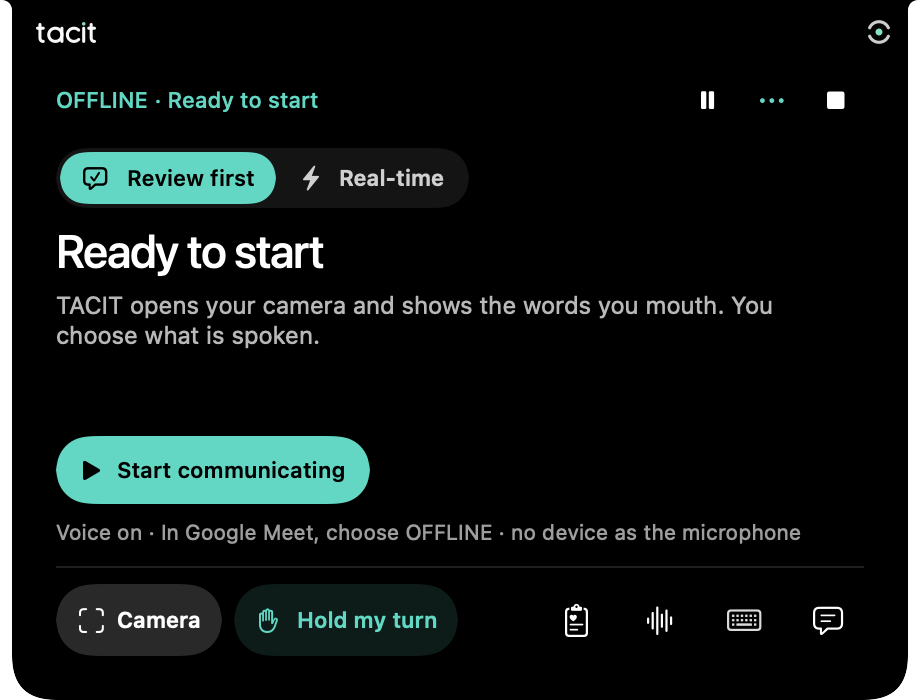 tacit
OFFLINE · Ready to start
Review first
Real-time
Ready to start
TACIT opens your camera and shows the words you mouth. You
choose what is spoken.
Start communicating
Voice on · In Google Meet, choose OFFLINE · no device as the microphone
Camera
Hold my turn